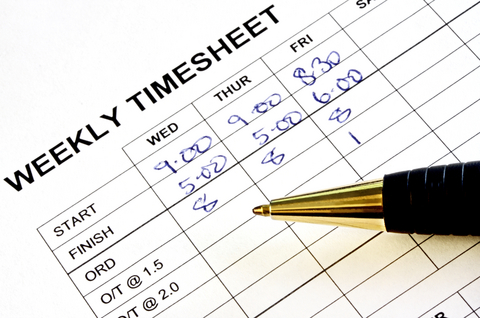 WEEKLY TIMESHEET
WED THUR FRI
START 9.00 9.00 8.30
FINISH 5.00 5.00 6.00
ORD 8 8 8
O/T @ 1.5 1
O/T @ 2.0